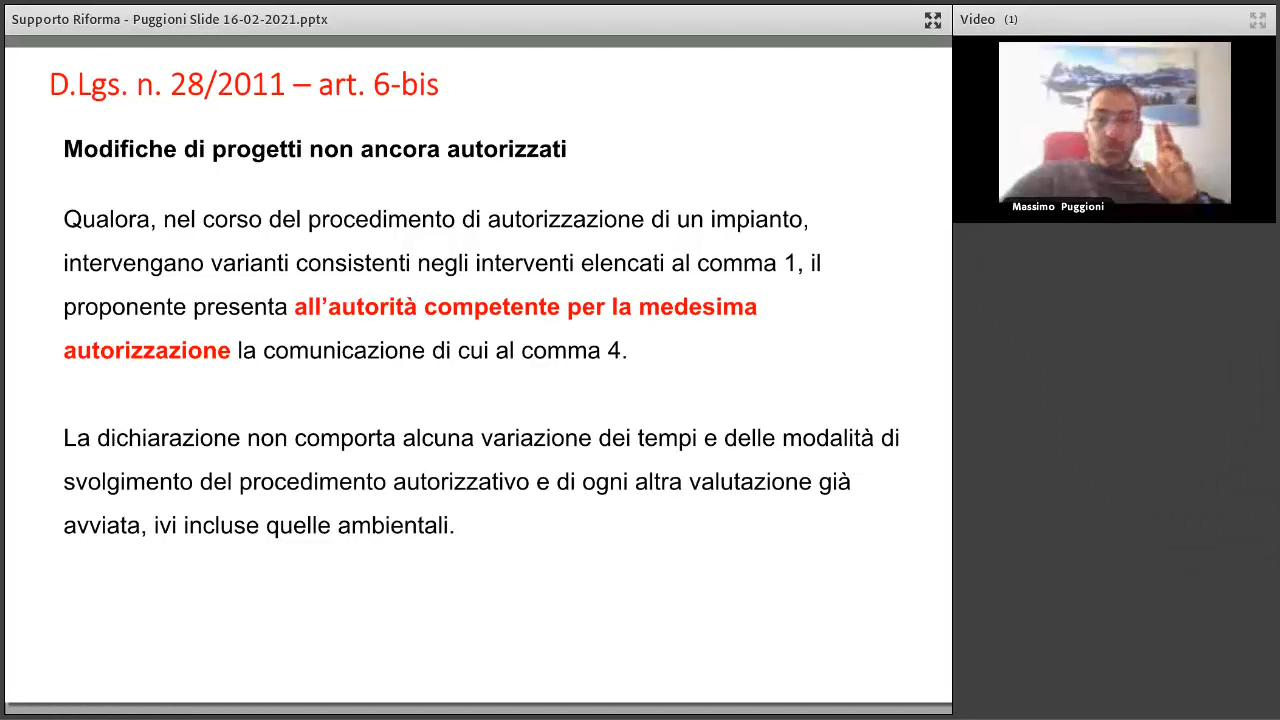 Supporto Riforma - Puggioni Slide 16-02-2021.pptx
Video (1)
D.Lgs. n. 28/2011 – art. 6-bis
Modifiche di progetti non ancora autorizzati
Qualora, nel corso del procedimento di autorizzazione di un impianto,
intervengano varianti consistenti negli interventi elencati al comma 1, il
proponente presenta all’autorità competente per la medesima
autorizzazione la comunicazione di cui al comma 4.
La dichiarazione non comporta alcuna variazione dei tempi e delle modalità di
svolgimento del procedimento autorizzativo e di ogni altra valutazione già
avviata, ivi incluse quelle ambientali.
Massimo Puggioni